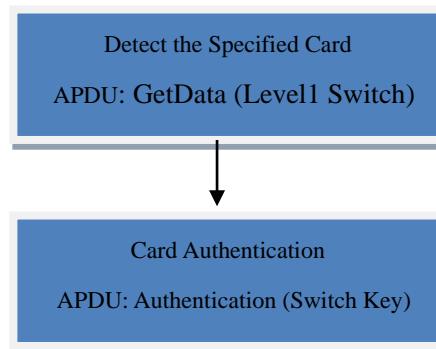 Detect the Specified Card
APDU: GetData (Level1 Switch)
Card Authentication
APDU: Authentication (Switch Key)